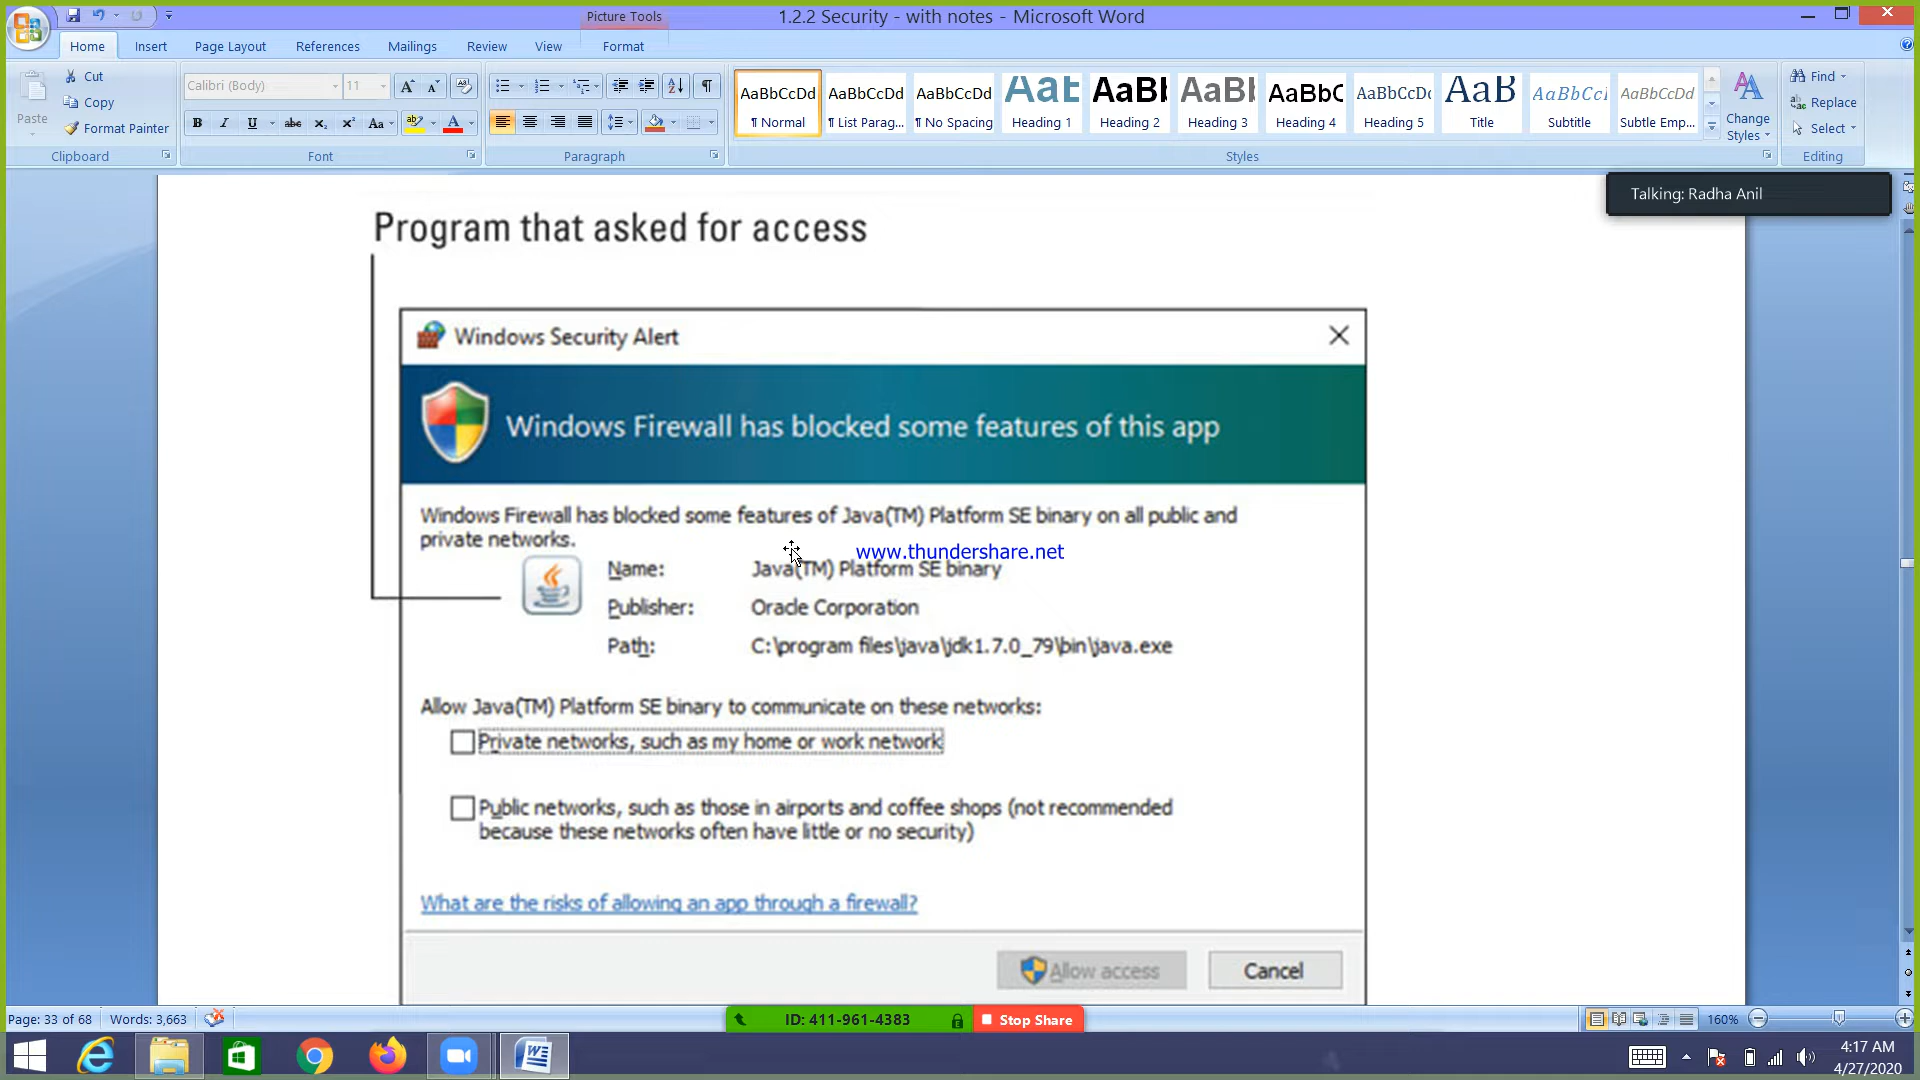 Picture Tools
1.2.2 Security - with notes - Microsoft Word
Home Insert Page Layout References Mailings Review View Format
Paste
Cut
Copy
Format Painter
Clipboard
Calibri (Body) 11
Font
Paragraph
AaBbCcDd AaBbCcDd AaBbCcDd AaB AaBb AaBb AaBbC AaBbCcDc AaB AaBbCcI AaBbCcDd
¶ Normal ¶ List Parag... ¶ No Spacing Heading 1 Heading 2 Heading 3 Heading 4 Heading 5 Title Subtitle Subtle Emp...
Change
Styles
Styles
Find
Replace
Select
Editing
Talking: Radha Anil
Program that asked for access
Windows Security Alert
Windows Firewall has blocked some features of this app
Windows Firewall has blocked some features of Java(TM) Platform SE binary on all public and
private networks.
www.thundershare.net
Name: Java(TM) Platform SE binary
Publisher: Oracle Corporation
Path: C:\program files\java\jdk1.7.0_79\bin\java.exe
Allow Java(TM) Platform SE binary to communicate on these networks:
Private networks, such as my home or work network
Public networks, such as those in airports and coffee shops (not recommended
because these networks often have little or no security)
What are the risks of allowing an app through a firewall?
Allow access Cancel
Page: 33 of 68 Words: 3,663
ID: 411-961-4383 Stop Share
160%
4:17 AM
4/27/2020